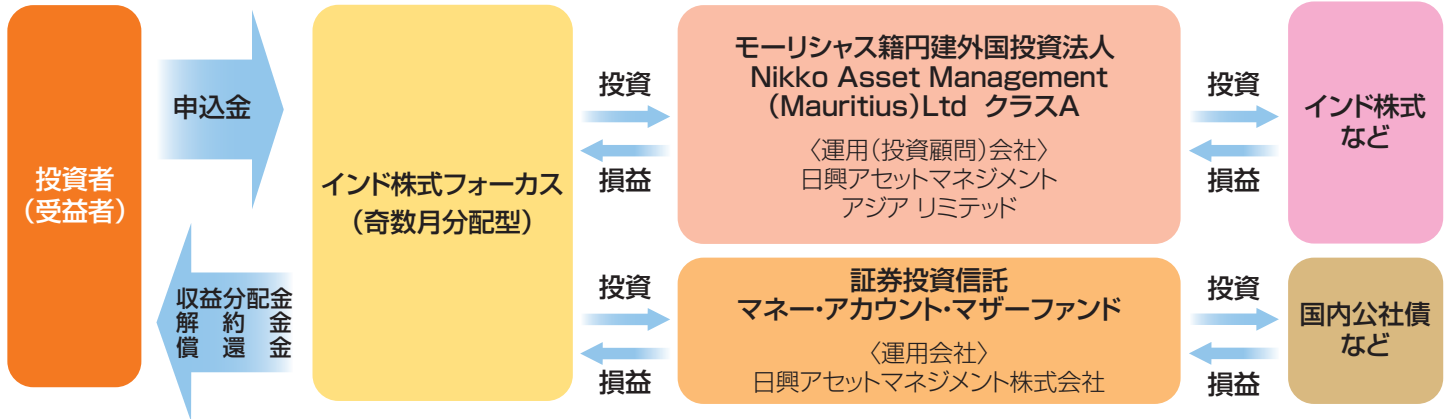 投資者
（受益者）
申込金
収益分配金
解約金
償還金
インド株式フォーカス
（奇数月分配型）
投資
損益
モーリシャス籍円建外国投資法人
Nikko Asset Management
（Mauritius）Ltd クラスA
〈運用（投資顧問）会社〉
日興アセットマネジメント
アジア リミテッド
投資
損益
インド株式
など
投資
損益
証券投資信託
マネー・アカウント・マザーファンド
〈運用会社〉
日興アセットマネジメント株式会社
投資
損益
国内公社債
など